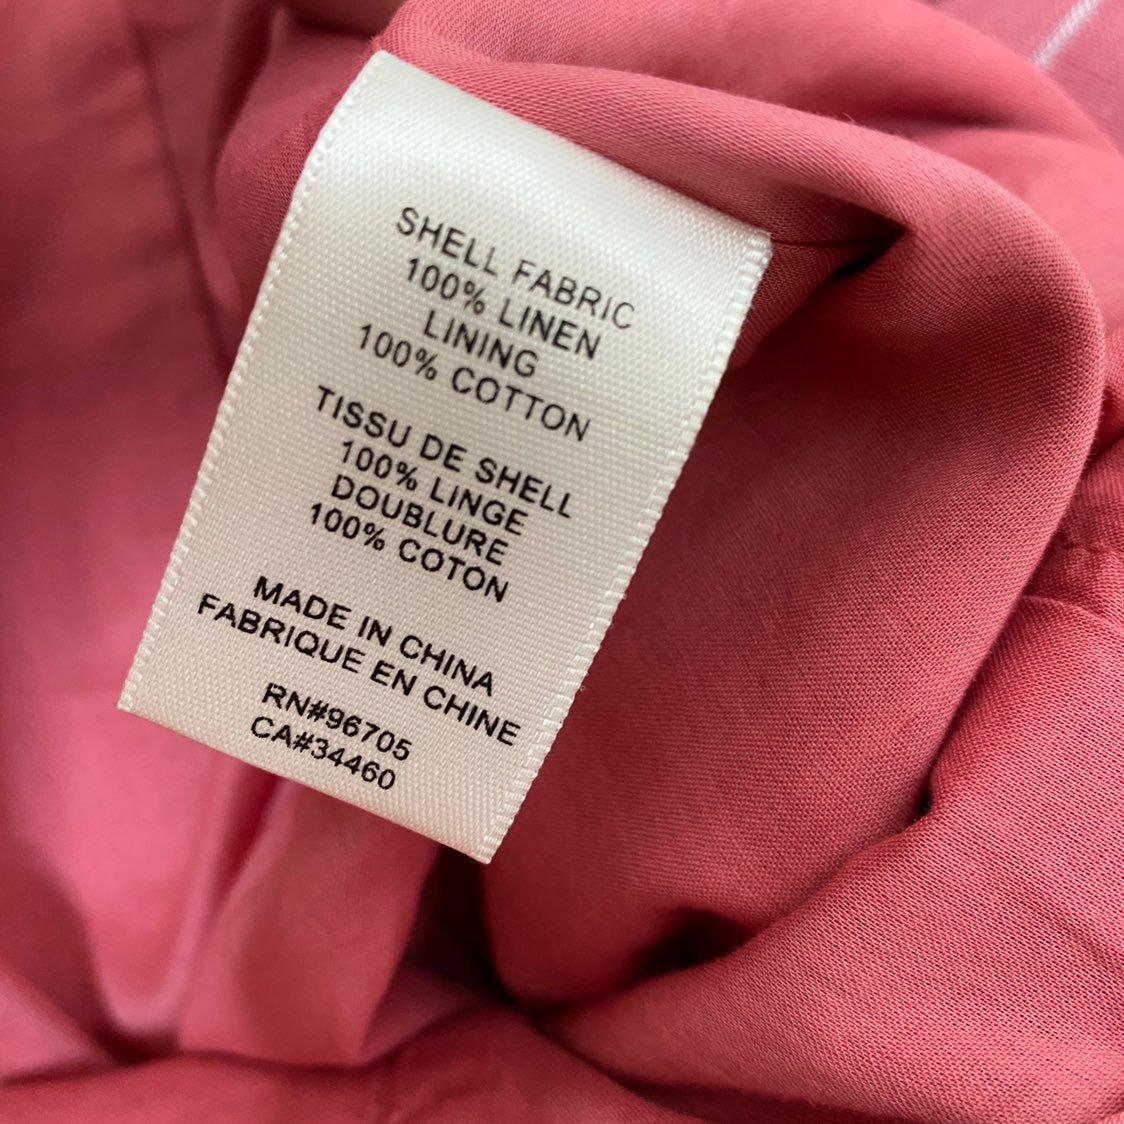 SHELL FABRIC
100% LINEN
LINING
100% COTTON
TISSU DE SHELL
100% LINGE
DOUBLURE
100% COTON
MADE IN CHINA
FABRIQUE EN CHINE
RN#96705
CA#34460